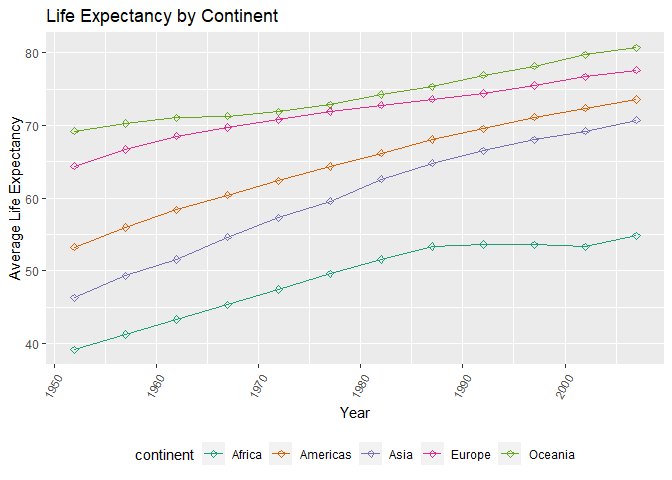 Life Expectancy by Continent
Average Life Expectancy
80
70
60
50
40
1950
1960
1970
1980
1990
2000
Year
continent Africa Americas Asia Europe Oceania